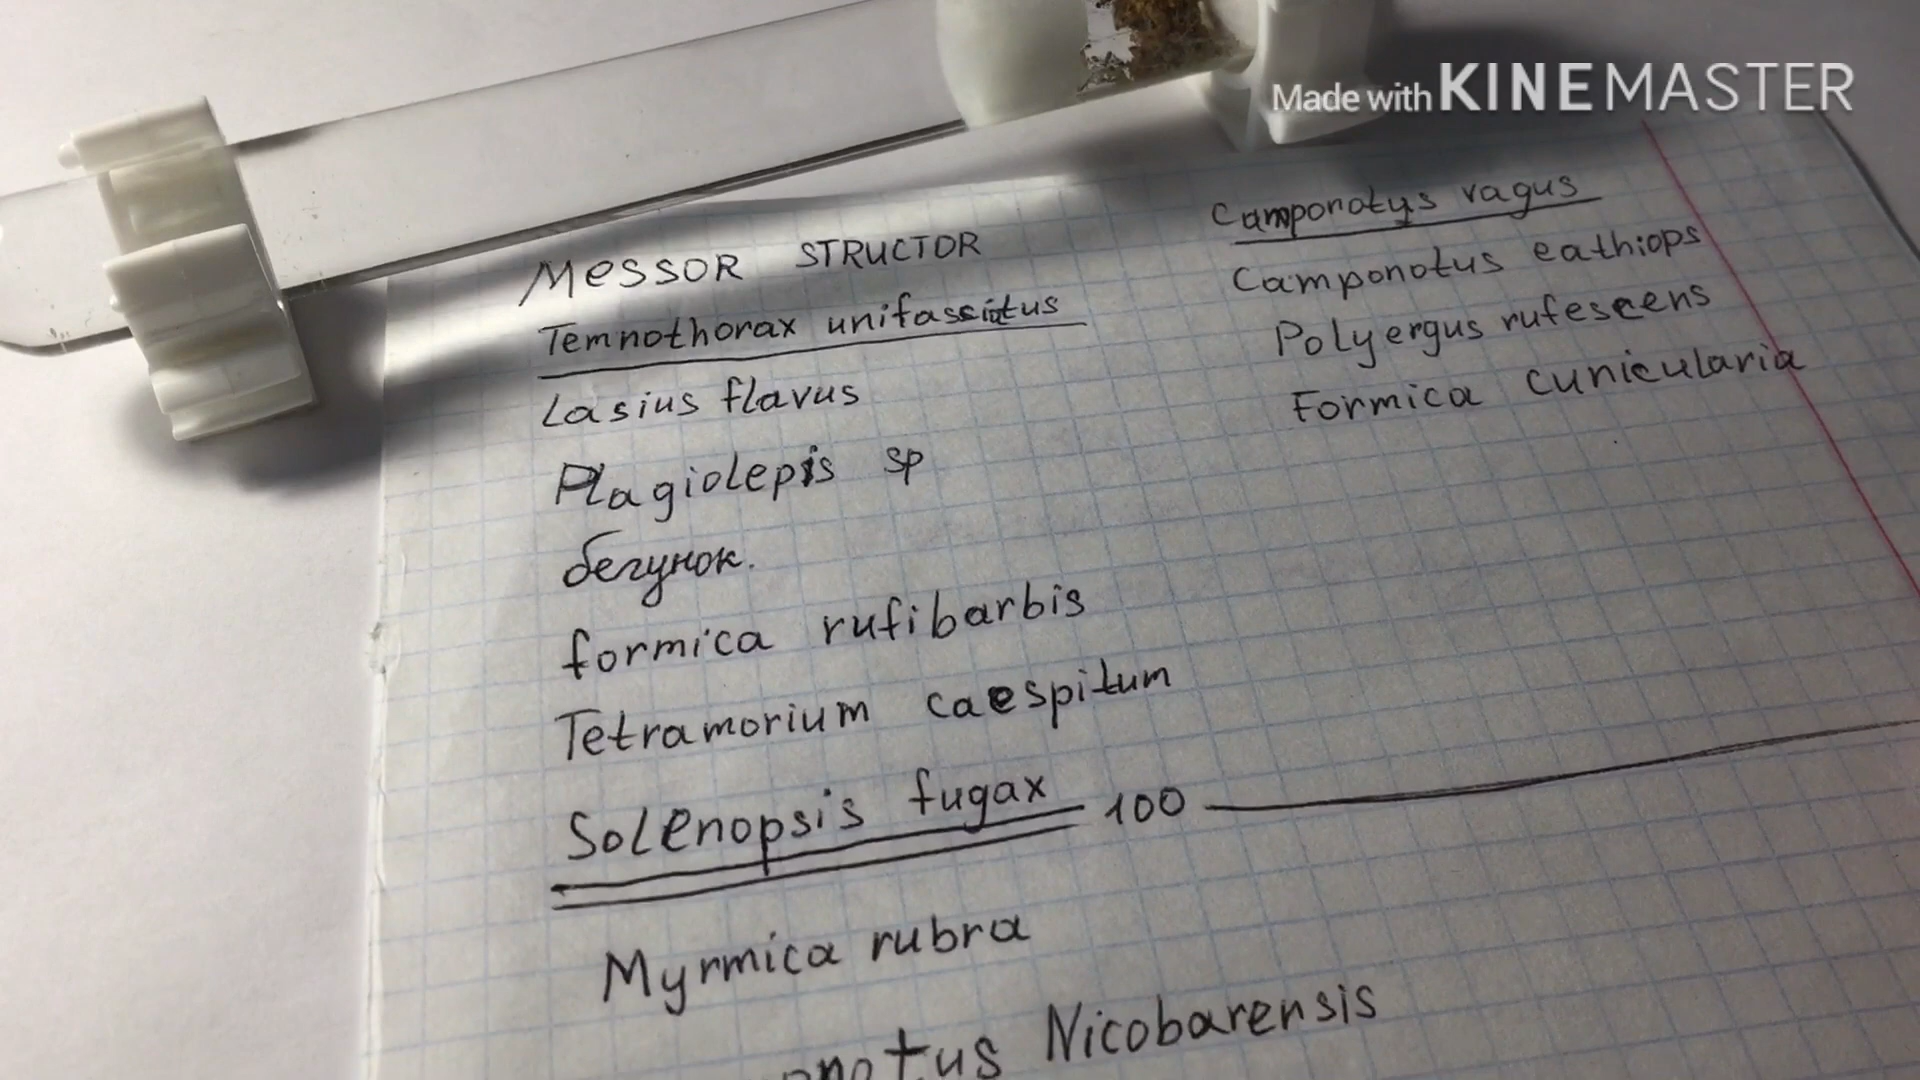 Made with KINEMASTER
MESSOR STRUCTOR
Temnothorax unifasciatus
Lasius flavus
Plagiolepis sp
бегунок.
formica rufibarbis
Tetramorium caespitum
Solenopsis fugax 100
Myrmica rubra
Nicobarensis
Camponotys vagus
Camponotus eathiops
Polyergus rufescens
Formica cunicularia